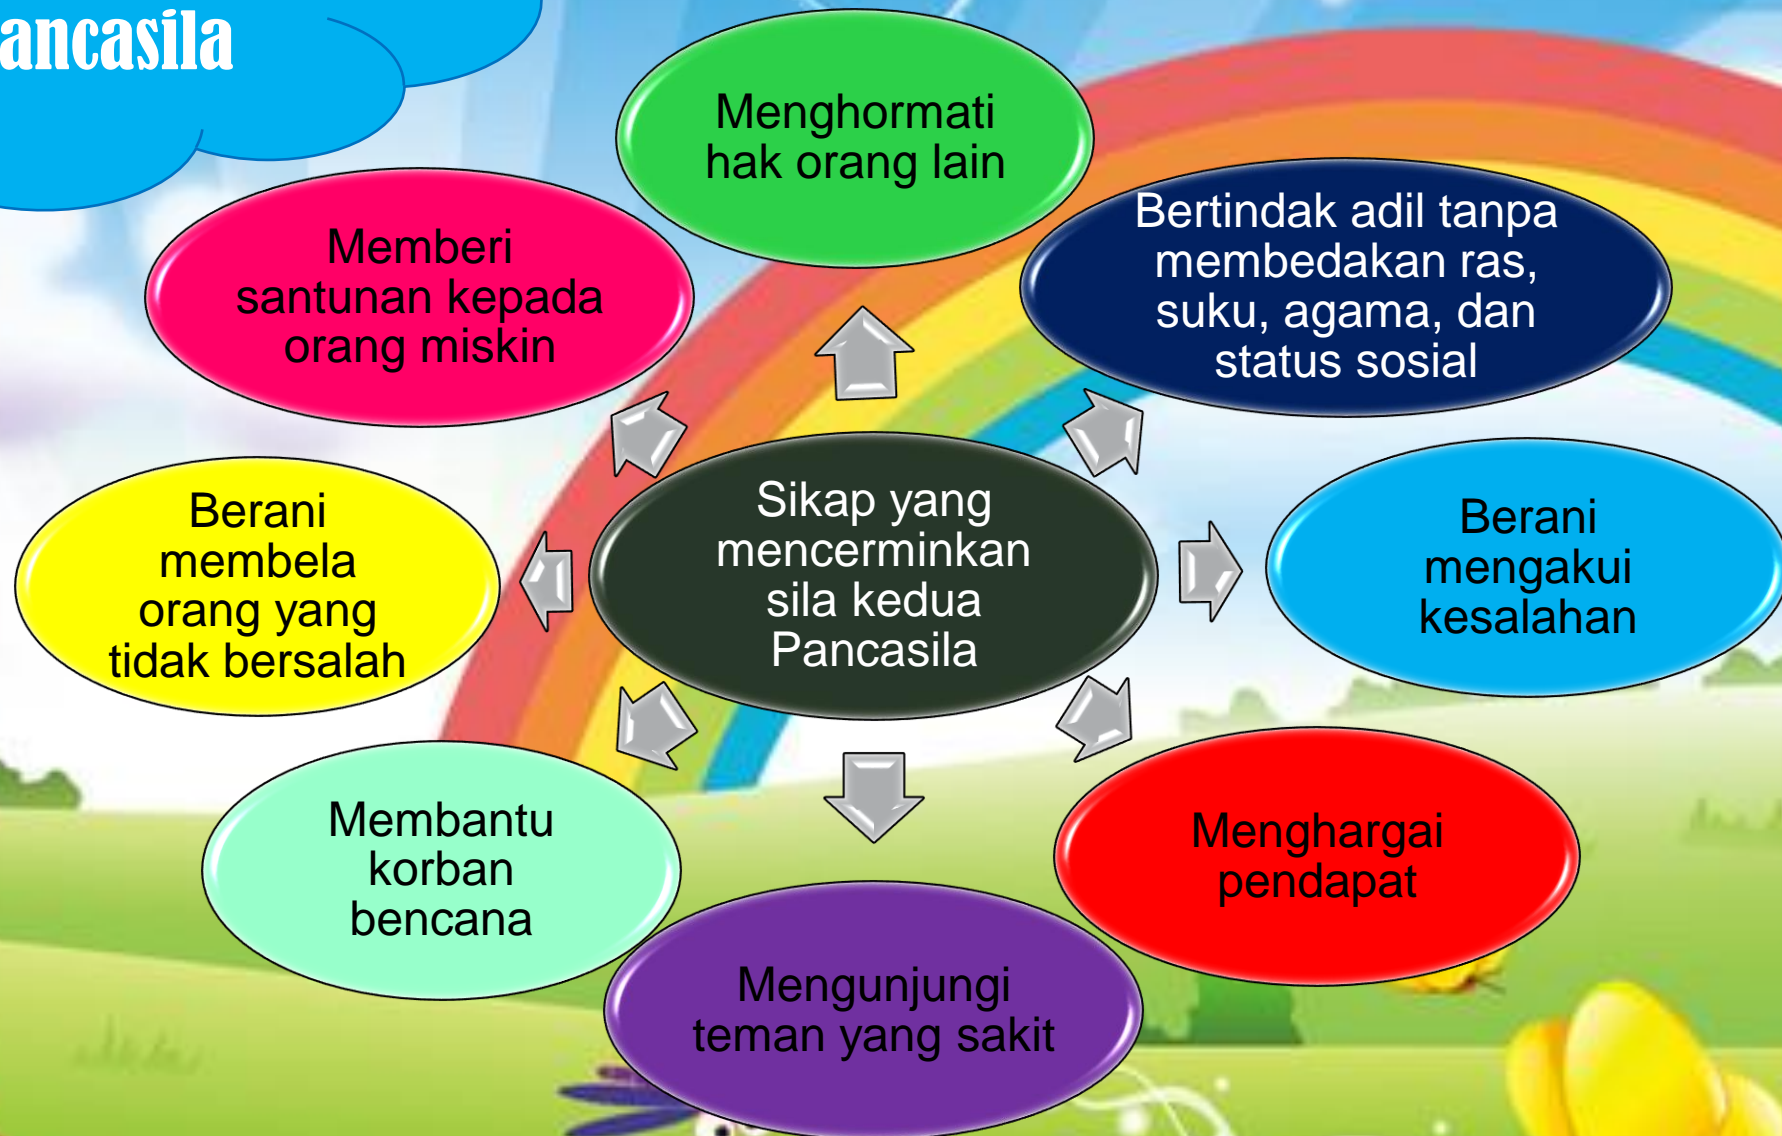 ancasila
Menghormati
hak orang lain
Bertindak adil tanpa
membedakan ras,
suku, agama, dan
status sosial
Berani
mengakui
kesalahan
Menghargai
pendapat
Mengunjungi
teman yang sakit
Membantu
korban
bencana
Berani
membela
orang yang
tidak bersalah
Memberi
santunan kepada
orang miskin
Sikap yang
mencerminkan
sila kedua
Pancasila